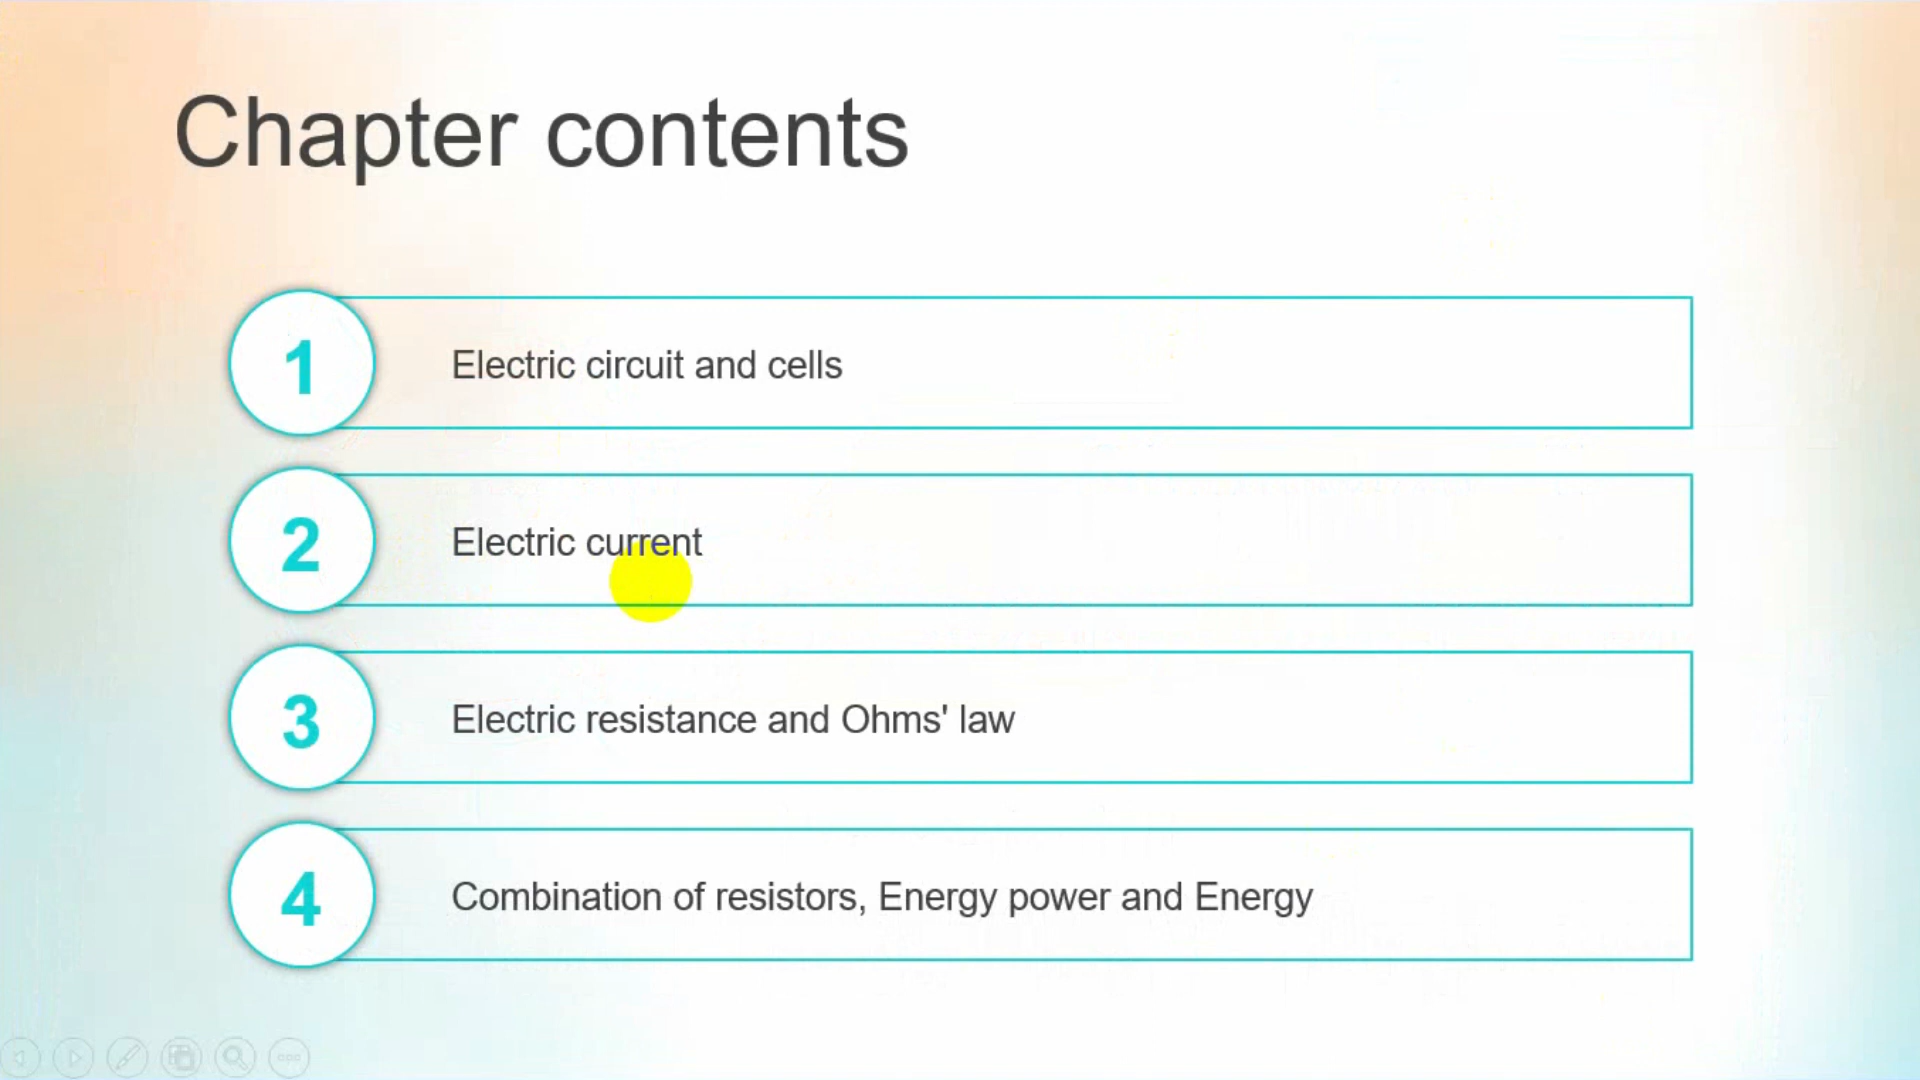 Chapter contents
1
Electric circuit and cells
2
Electric current
3
Electric resistance and Ohms' law
4
Combination of resistors, Energy power and Energy